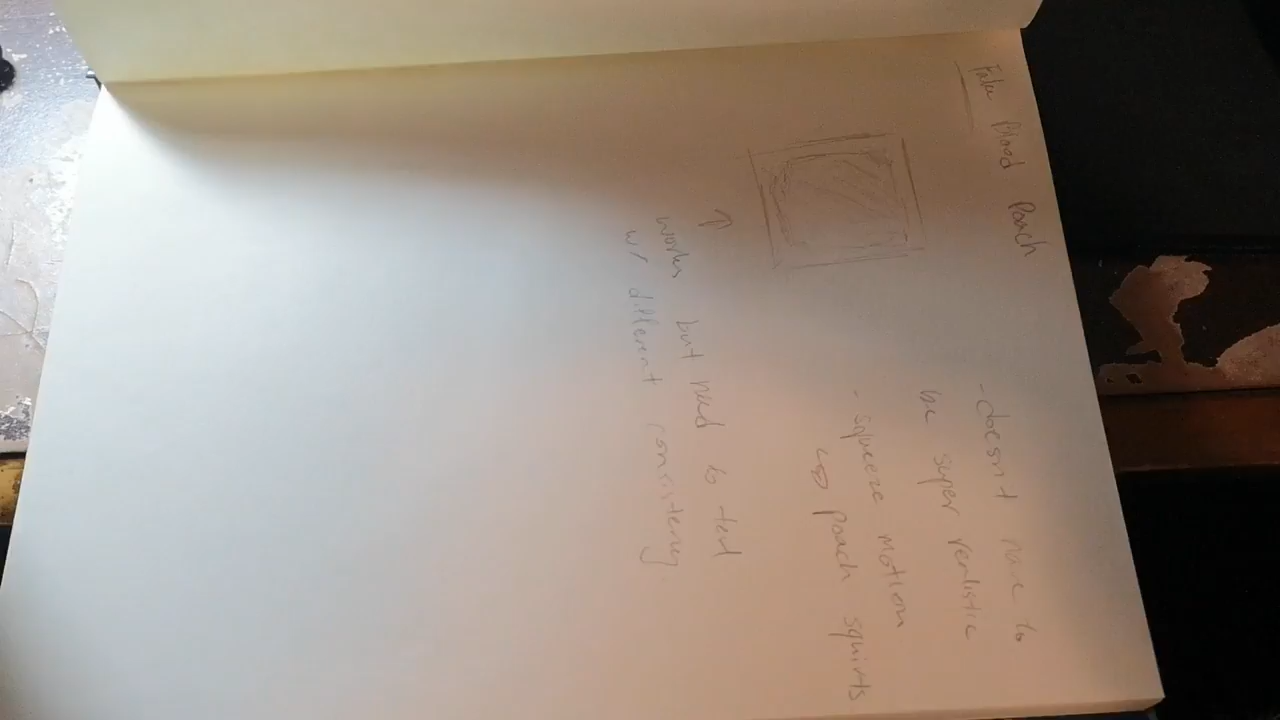 Fake Blood Pouch
- doesn't have to
be super realistic
- squeeze motion
↳ pouch squirts
↑
works but need to test
w/ different consistency.